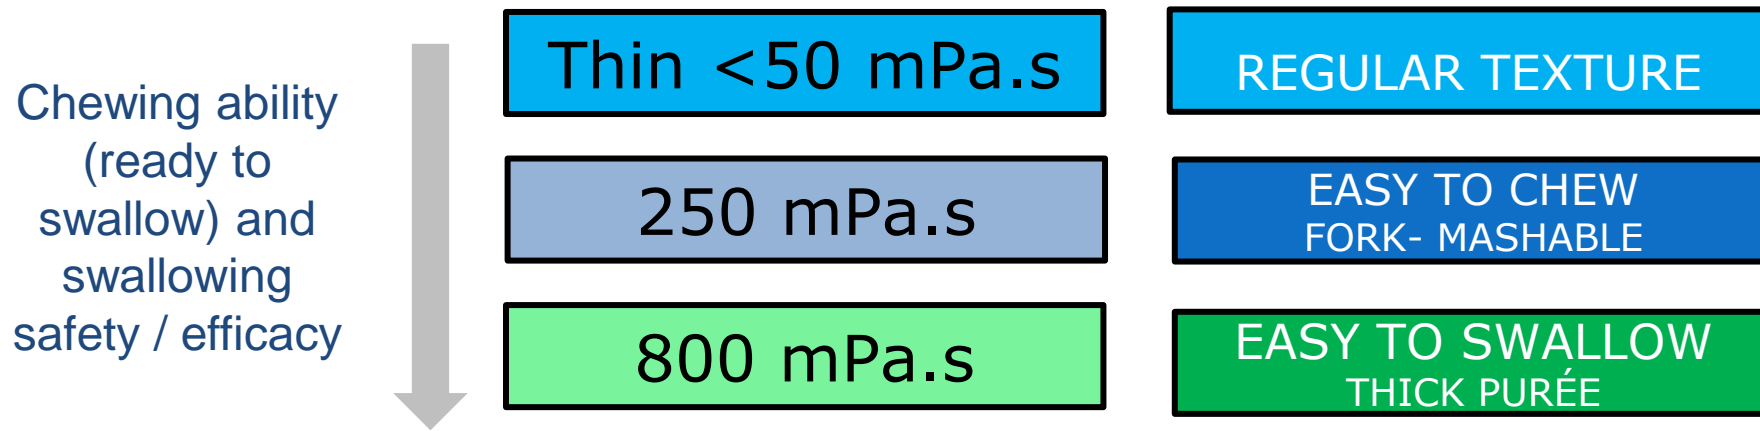 Chewing ability
(ready to
swallow) and
swallowing
safety / efficacy
Thin <50 mPa.s
REGULAR TEXTURE
250 mPa.s
EASY TO CHEW
FORK- MASHABLE
800 mPa.s
EASY TO SWALLOW
THICK PURÉE